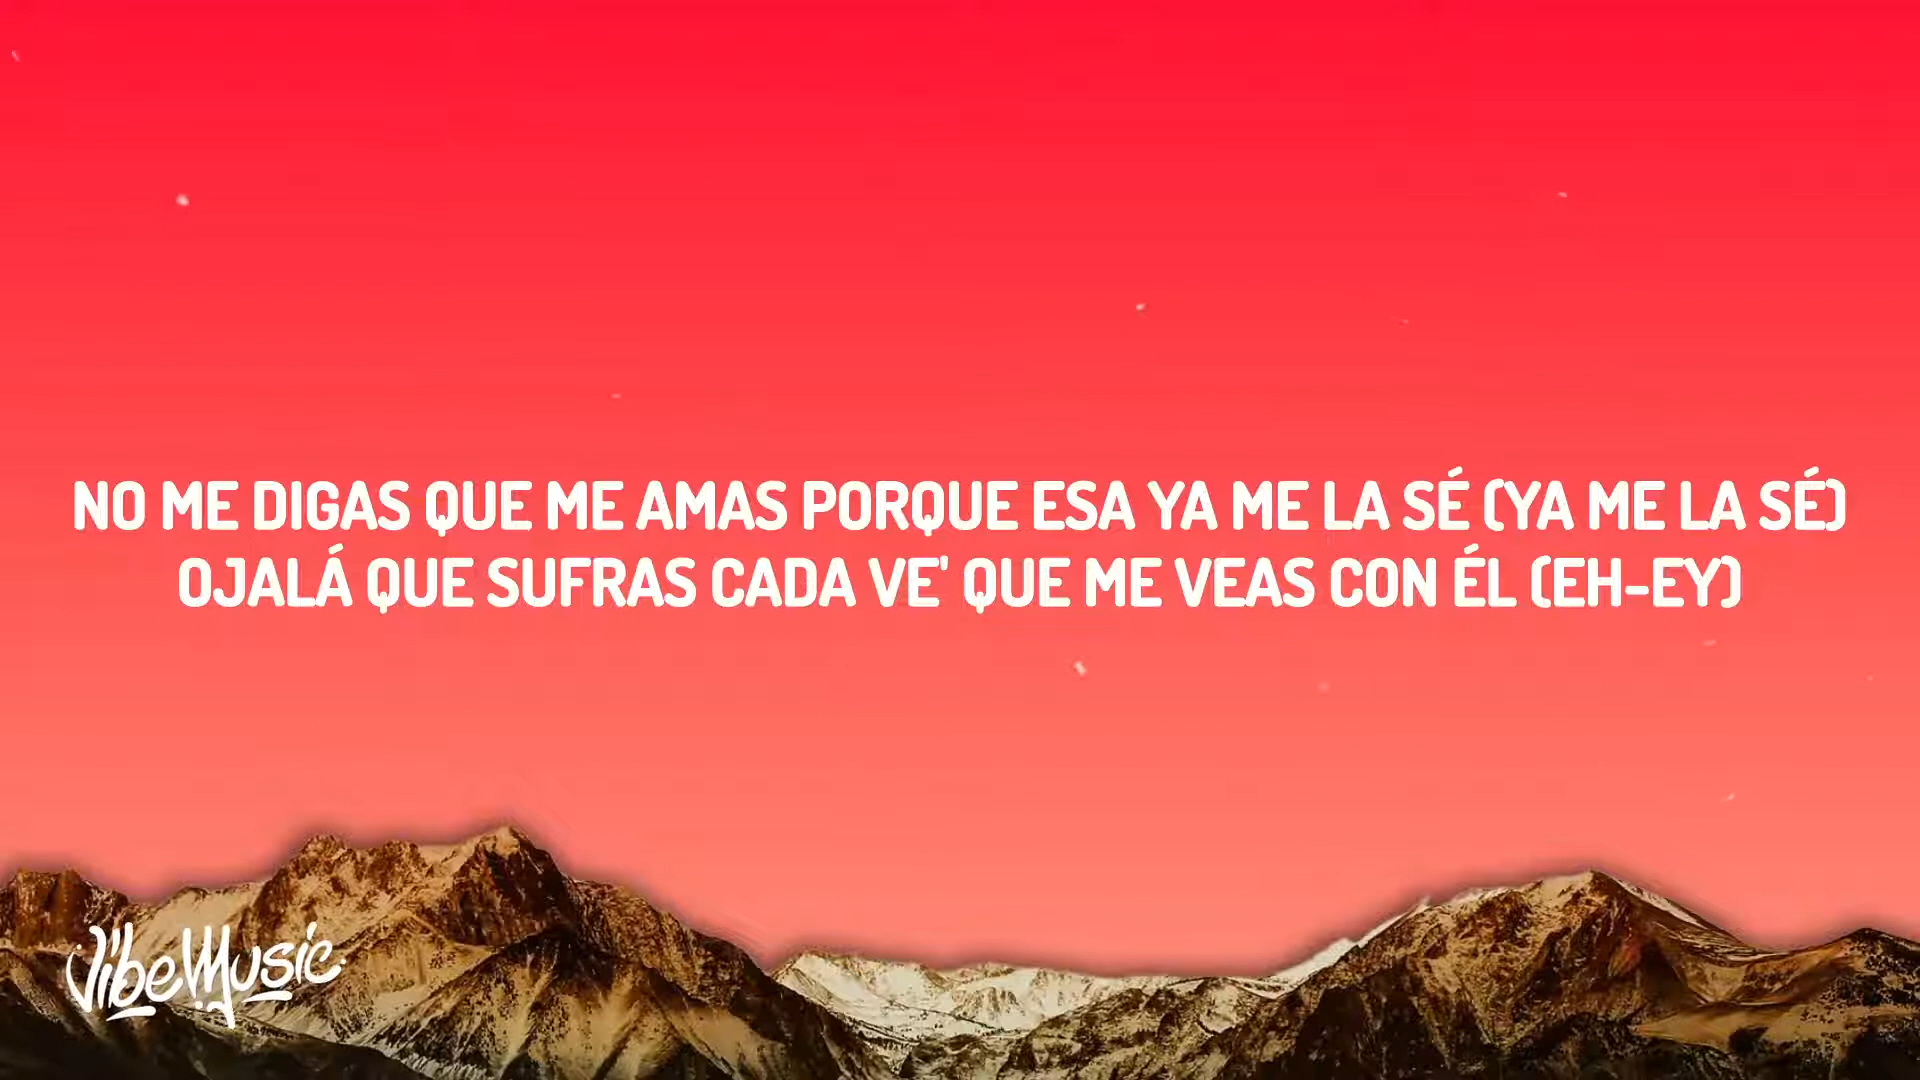 NO ME DIGAS QUE ME AMAS PORQUE ESA YA ME LA SÉ (YA ME LA SÉ)
OJALÁ QUE SUFRAS CADA VE' QUE ME VEAS CON ÉL (EH-EY)
VibeMusic